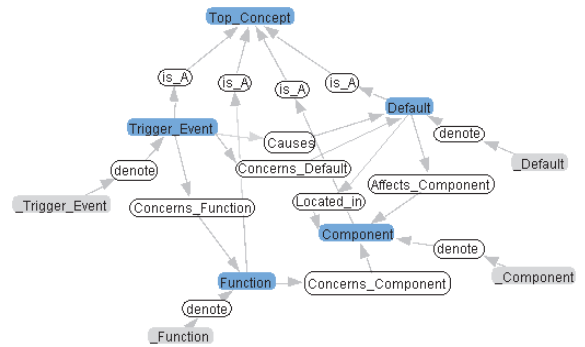 Top_Concept
is_A
is_A
is_A
is_A
Default
Trigger_Event
Causes
denote
denote
Concerns_Default
_Default
Affects_Component
_Trigger_Event
Concerns_Function
Located_in
Component
denote
Function
Concerns_Component
_Component
denote
_Function